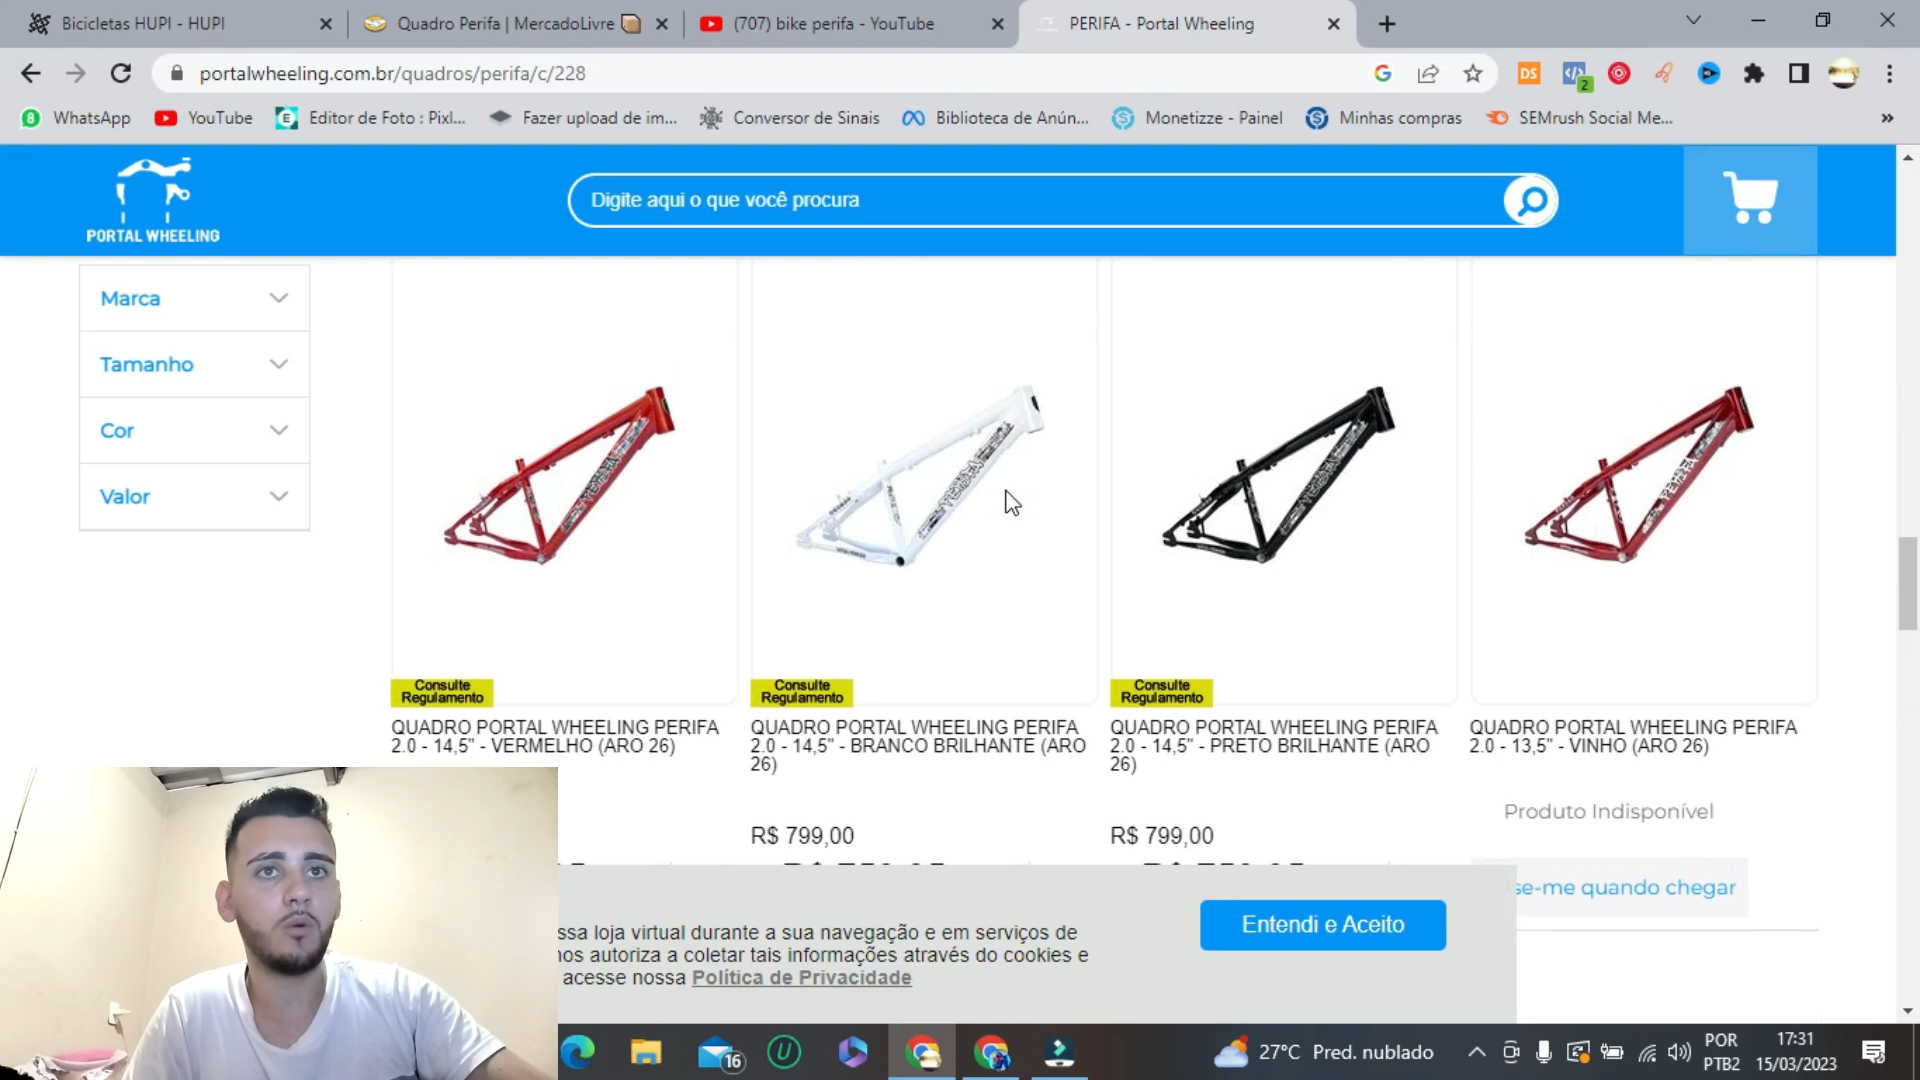 Bicicletas HUPI - HUPI
Quadro Perifa | MercadoLivre
(707) bike perifa - YouTube
PERIFA - Portal Wheeling
portalwheeling.com.br/quadros/perifa/c/228
WhatsApp
YouTube
Editor de Foto : Pixl...
Fazer upload de im...
Conversor de Sinais
Biblioteca de Anún...
Monetizze - Painel
Minhas compras
SEMrush Social Me...
PORTAL WHEELING
Digite aqui o que você procura
Marca
Tamanho
Cor
Valor
Consulte
Regulamento
Consulte
Regulamento
Consulte
Regulamento
QUADRO PORTAL WHEELING PERIFA
2.0 - 14,5" - VERMELHO (ARO 26)
QUADRO PORTAL WHEELING PERIFA
2.0 - 14,5" - BRANCO BRILHANTE (ARO
26)
R$ 799,00
QUADRO PORTAL WHEELING PERIFA
2.0 - 14,5" - PRETO BRILHANTE (ARO
26)
R$ 799,00
QUADRO PORTAL WHEELING PERIFA
2.0 - 13,5" - VINHO (ARO 26)
Produto Indisponível
se-me quando chegar
ssa loja virtual durante a sua navegação e em serviços de
nos autoriza a coletar tais informações através do cookies e
acesse nossa Política de Privacidade
Entendi e Aceito
16
27°C Pred. nublado
POR
PTB2
17:31
15/03/2023